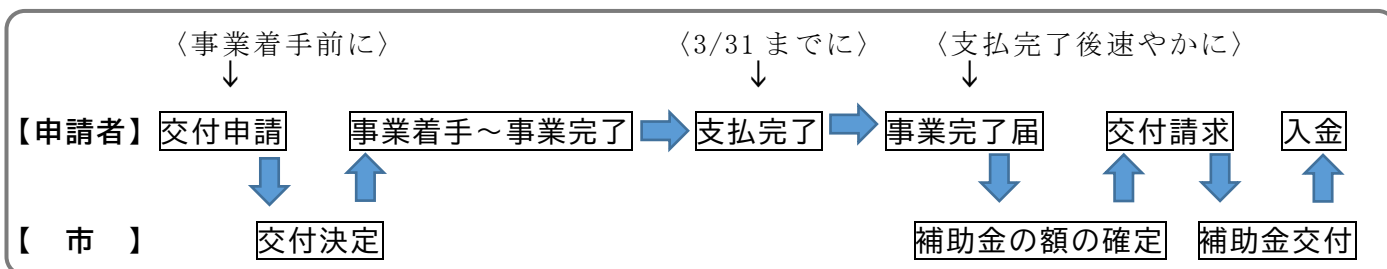 〈事業着手前に〉 〈3/31 までに〉 〈支払完了後速やかに〉
↓ ↓ ↓
【申請者】 交付申請 事業着手～事業完了 支払完了 事業完了届 交付請求 入金
【 市 】 交付決定 補助金の額の確定 補助金交付